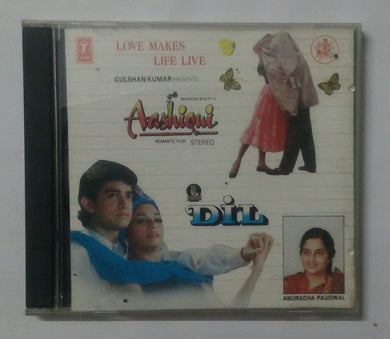 LOVE MAKES
LIFE LIVE
GULSHAN KUMAR PRESENTS
MAHESH BHATT'S
Aashiqui
ROMANTIC FILM STEREO
DiL
ANURADHA PAUDWAL